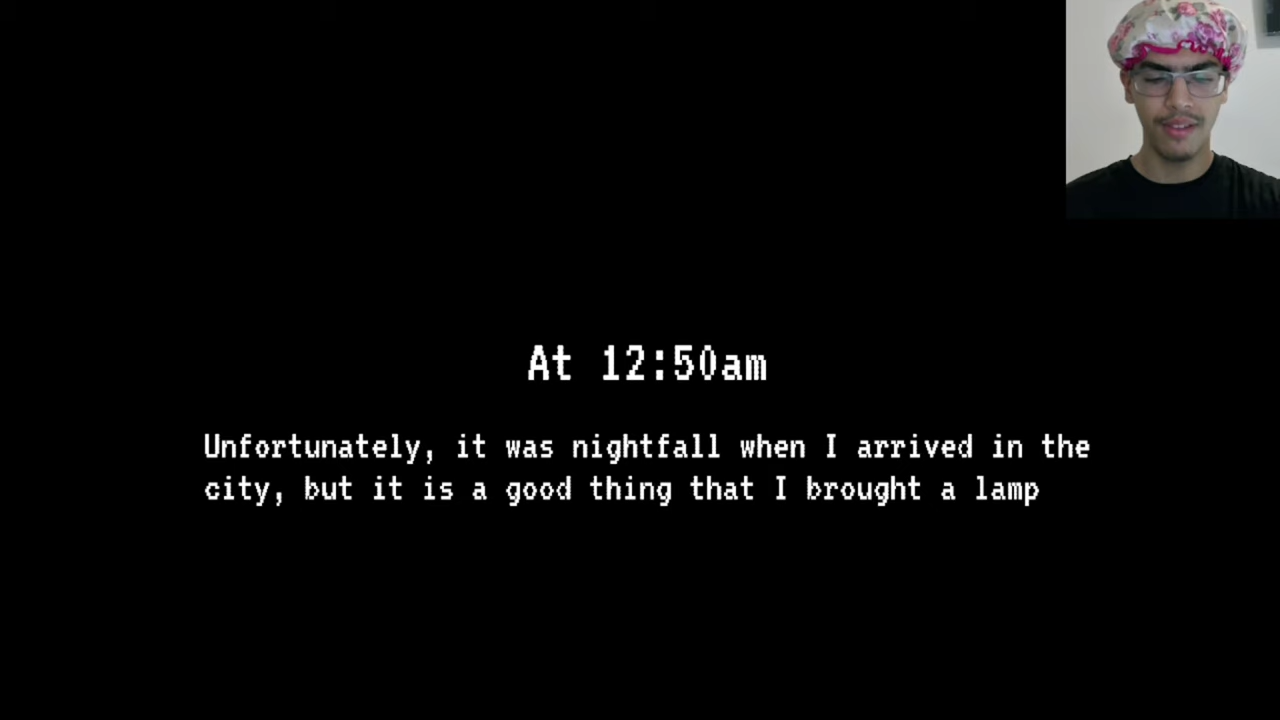 At 12:50am
Unfortunately, it was nightfall when I arrived in the
city, but it is a good thing that I brought a lamp